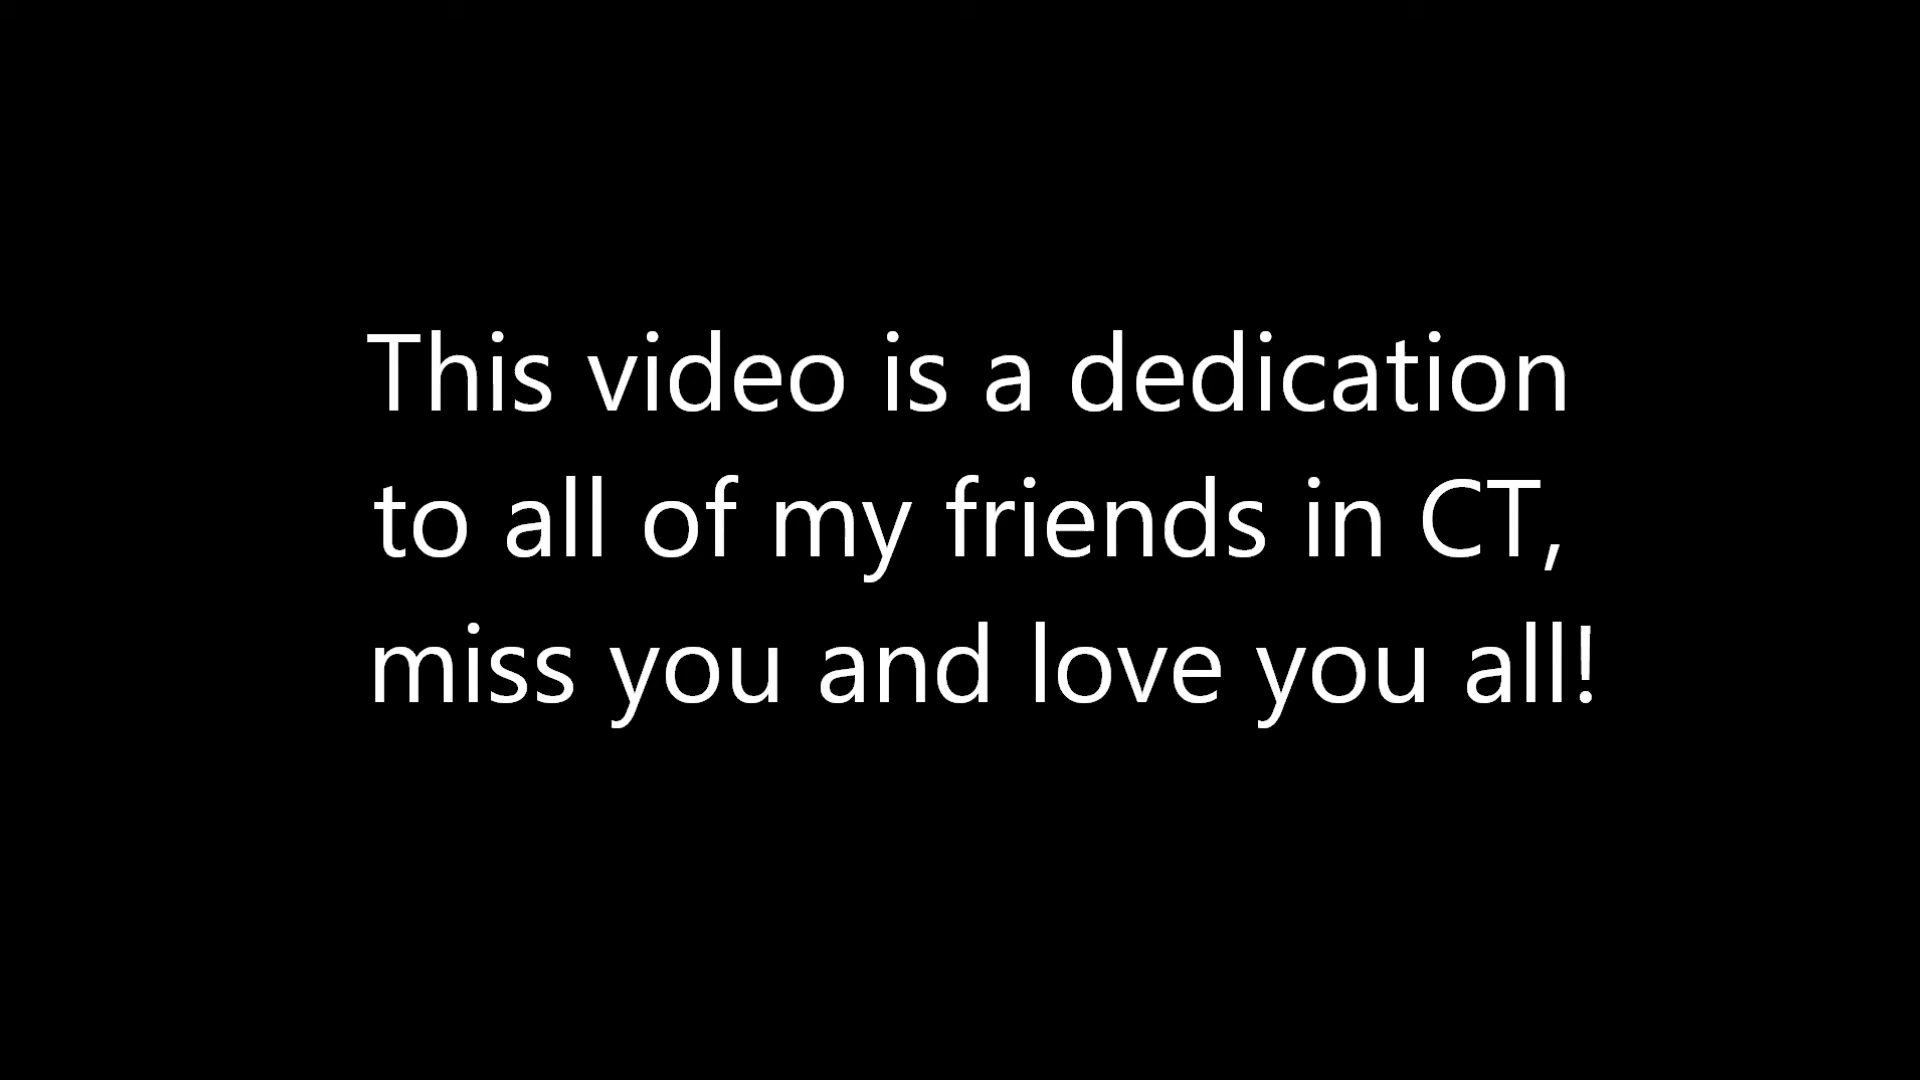 This video is a dedication
to all of my friends in CT,
miss you and love you all!